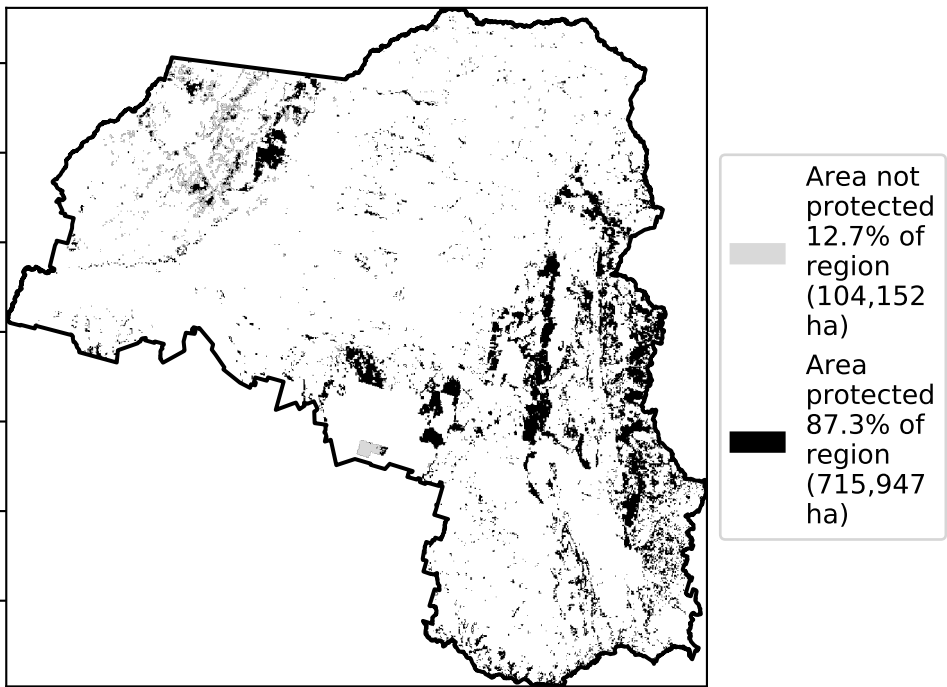 Area not
protected
12.7% of
region
(104,152
ha)
Area
protected
87.3% of
region
(715,947
ha)